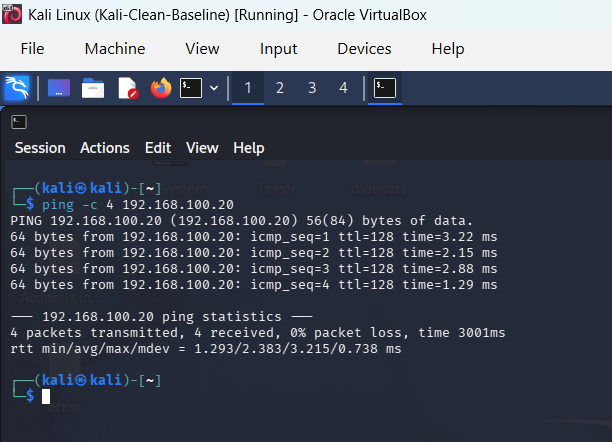 Kali Linux (Kali-Clean-Baseline) [Running] - Oracle VirtualBox
File Machine View Input Devices Help
1 2 3 4
Session Actions Edit View Help
System Trash malware
┌──(kali㉿kali)-[~]
└─$ ping -c 4 192.168.100.20
PING 192.168.100.20 (192.168.100.20) 56(84) bytes of data.
64 bytes from 192.168.100.20: icmp_seq=1 ttl=128 time=3.22 ms
64 bytes from 192.168.100.20: icmp_seq=2 ttl=128 time=2.15 ms
64 bytes from 192.168.100.20: icmp_seq=3 ttl=128 time=2.88 ms
64 bytes from 192.168.100.20: icmp_seq=4 ttl=128 time=1.29 ms
--- 192.168.100.20 ping statistics ---
4 packets transmitted, 4 received, 0% packet loss, time 3001ms
rtt min/avg/max/mdev = 1.293/2.383/3.215/0.738 ms
┌──(kali㉿kali)-[~]
└─$
error